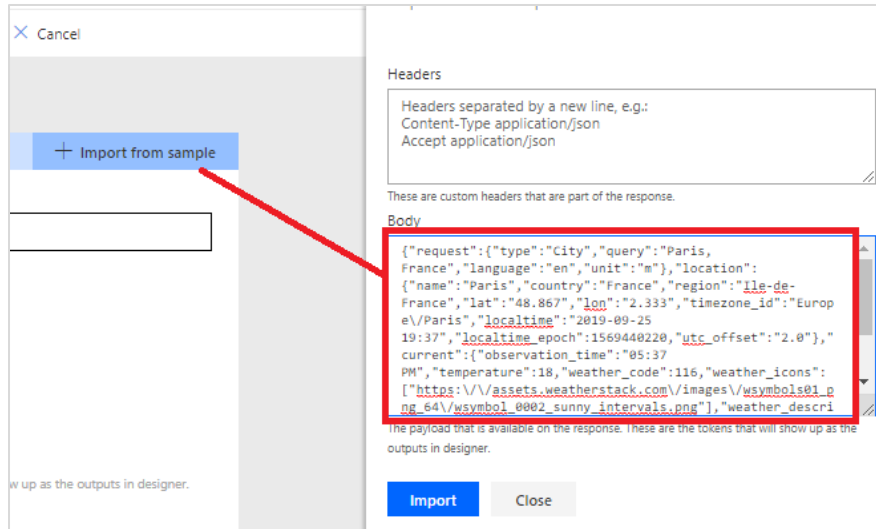 Cancel
+ Import from sample
w up as the outputs in designer.
Headers
Headers separated by a new line, e.g.:
Content-Type application/json
Accept application/json
These are custom headers that are part of the response.
Body
{"request":{"type":"City","query":"Paris,
France","language":"en","unit":"m"},"location":
{"name":"Paris","country":"France","region":"Ile-de-
France","lat":"48.867","lon":"2.333","timezone_id":"Europ
e\/Paris","localtime":"2019-09-25
19:37","localtime_epoch":1569440220,"utc_offset":"2.0"},"
current":{"observation_time":"05:37
PM","temperature":18,"weather_code":116,"weather_icons":
["https:\/\/assets.weatherstack.com\/images\/wsymbols01_p
ng_64\/wsymbol_0002_sunny_intervals.png"],"weather_descri
The payload that is available on the response. These are the tokens that will show up as the
outputs in designer.
Import
Close